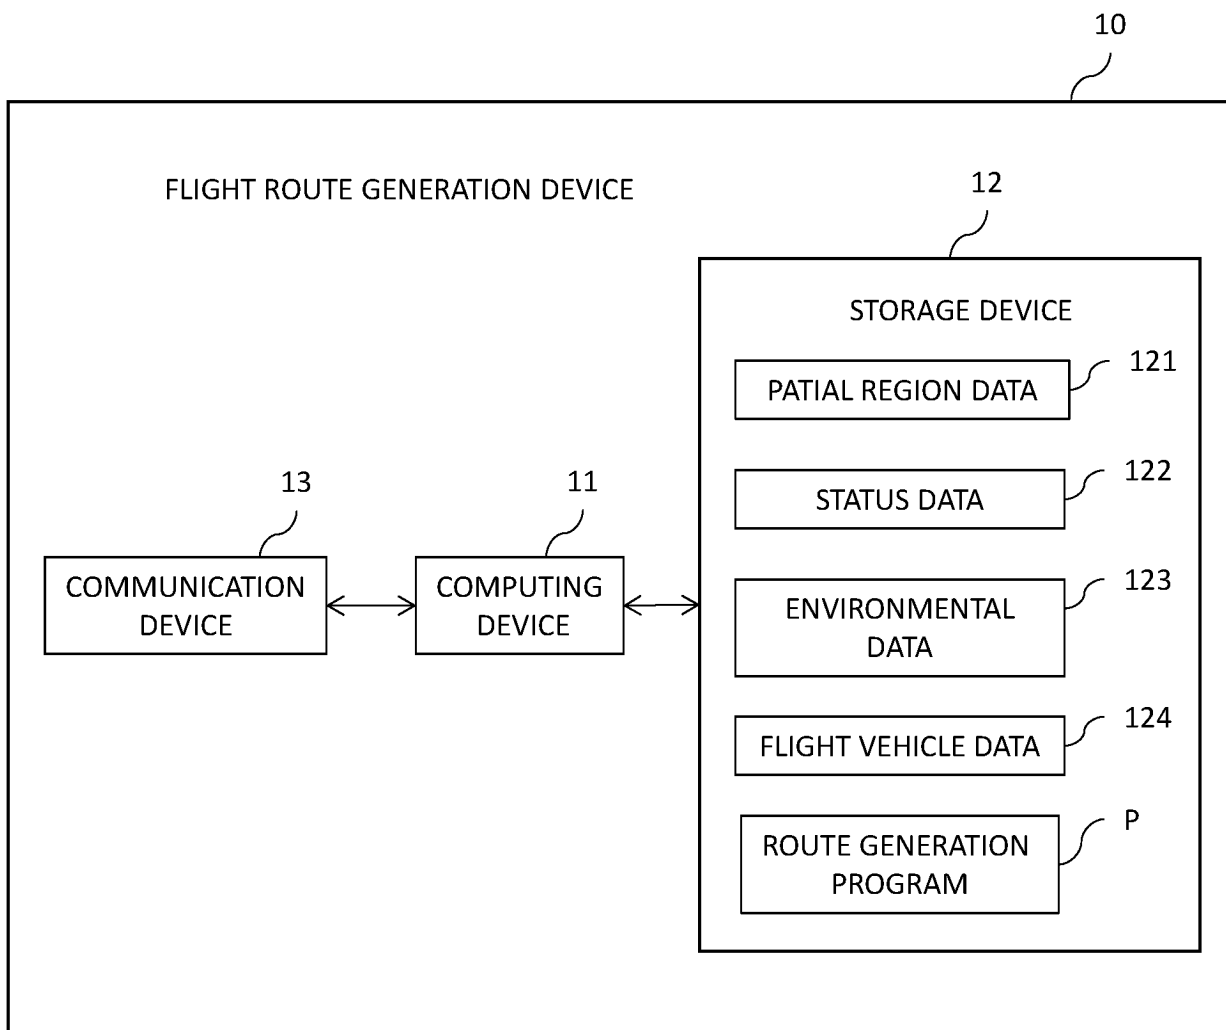 10
FLIGHT ROUTE GENERATION DEVICE
12
STORAGE DEVICE
121
PATIAL REGION DATA
122
STATUS DATA
13
11
123
COMMUNICATION
DEVICE
COMPUTING
DEVICE
ENVIRONMENTAL
DATA
124
FLIGHT VEHICLE DATA
P
ROUTE GENERATION
PROGRAM